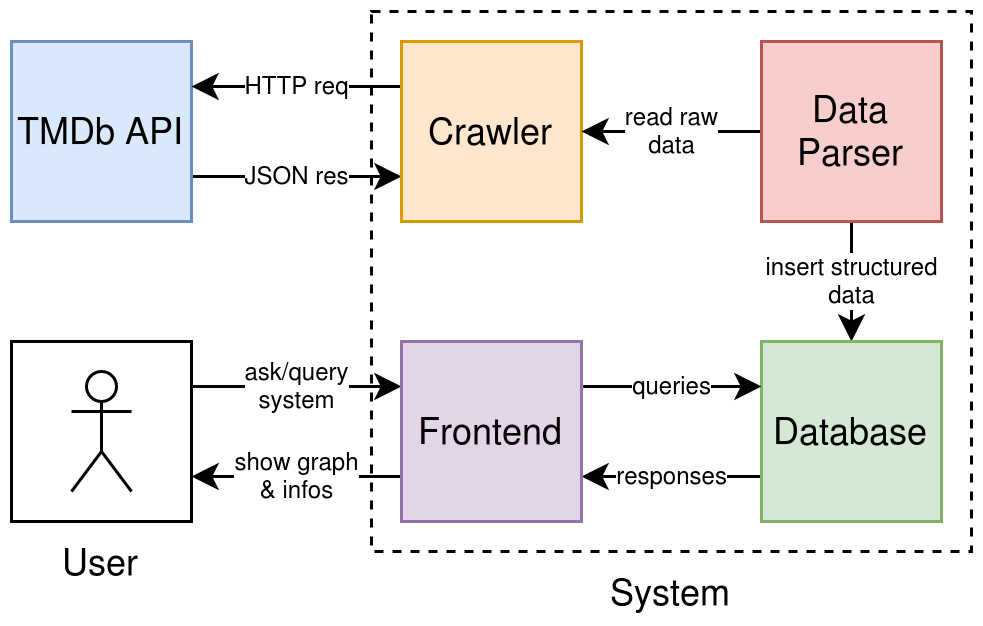 TMDb API
HTTP req
JSON res
Crawler
read raw
data
Data
Parser
insert structured
data
ask/query
system
show graph
& infos
Frontend
queries
responses
Database
User
System